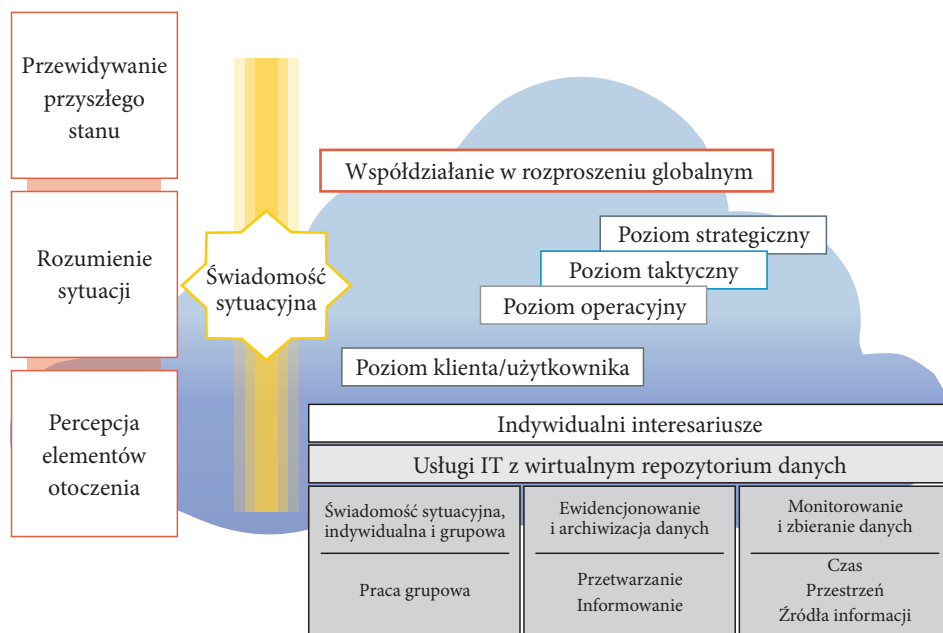 Przewidywanie
przyszłego
stanu
Rozumienie
sytuacji
Percepcja
elementów
otoczenia
Świadomość
sytuacyjna
Współdziałanie w rozproszeniu globalnym
Poziom strategiczny
Poziom taktyczny
Poziom operacyjny
Poziom klienta/użytkownika
Indywidualni interesariusze
Usługi IT z wirtualnym repozytorium danych
Świadomość sytuacyjna,
indywidualna i grupowa
Praca grupowa
Ewidencjonowanie
i archiwizacja danych
Przetwarzanie
Informowanie
Monitorowanie
i zbieranie danych
Czas
Przestrzeń
Źródła informacji